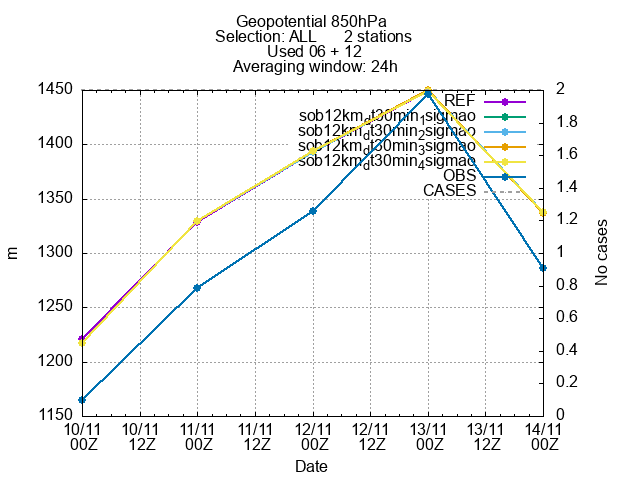 Geopotential 850hPa
Selection: ALL 2 stations
Used 06 + 12
Averaging window: 24h
1450
1400
1350
1300
1250
1200
1150
m
2
1.8
1.6
1.4
1.2
1
0.8
0.6
0.4
0.2
0
No cases
REF
sob12km_dt30min_1sigmao
sob12km_dt30min_2sigmao
sob12km_dt30min_3sigmao
sob12km_dt30min_4sigmao
OBS
CASES
10/11 10/11 11/11 11/11 12/11 12/11 13/11 13/11 14/11
00Z 12Z 00Z 12Z 00Z 12Z 00Z 12Z 00Z
Date